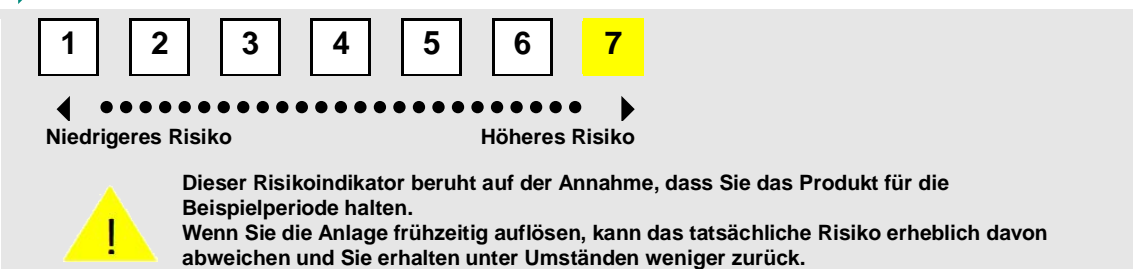 1 2 3 4 5 6 7
Niedrigeres Risiko Höheres Risiko
Dieser Risikoindikator beruht auf der Annahme, dass Sie das Produkt für die
Beispielperiode halten.
Wenn Sie die Anlage frühzeitig auflösen, kann das tatsächliche Risiko erheblich davon
abweichen und Sie erhalten unter Umständen weniger zurück.
!